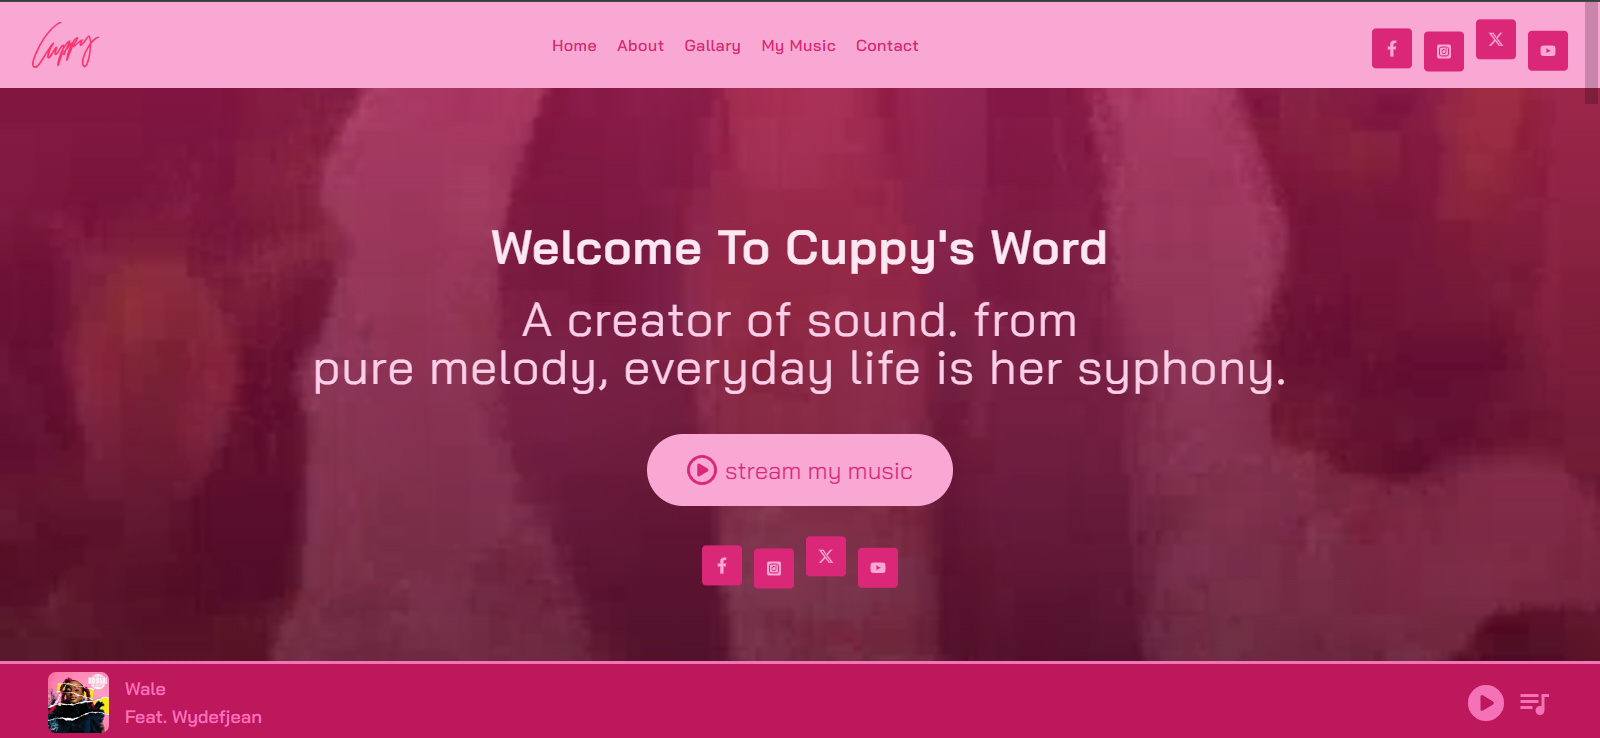 Cuppy
Home About Gallary My Music Contact
Welcome To Cuppy's Word
A creator of sound. from
pure melody, everyday life is her syphony.
stream my music
Wale
Feat. Wydefjean